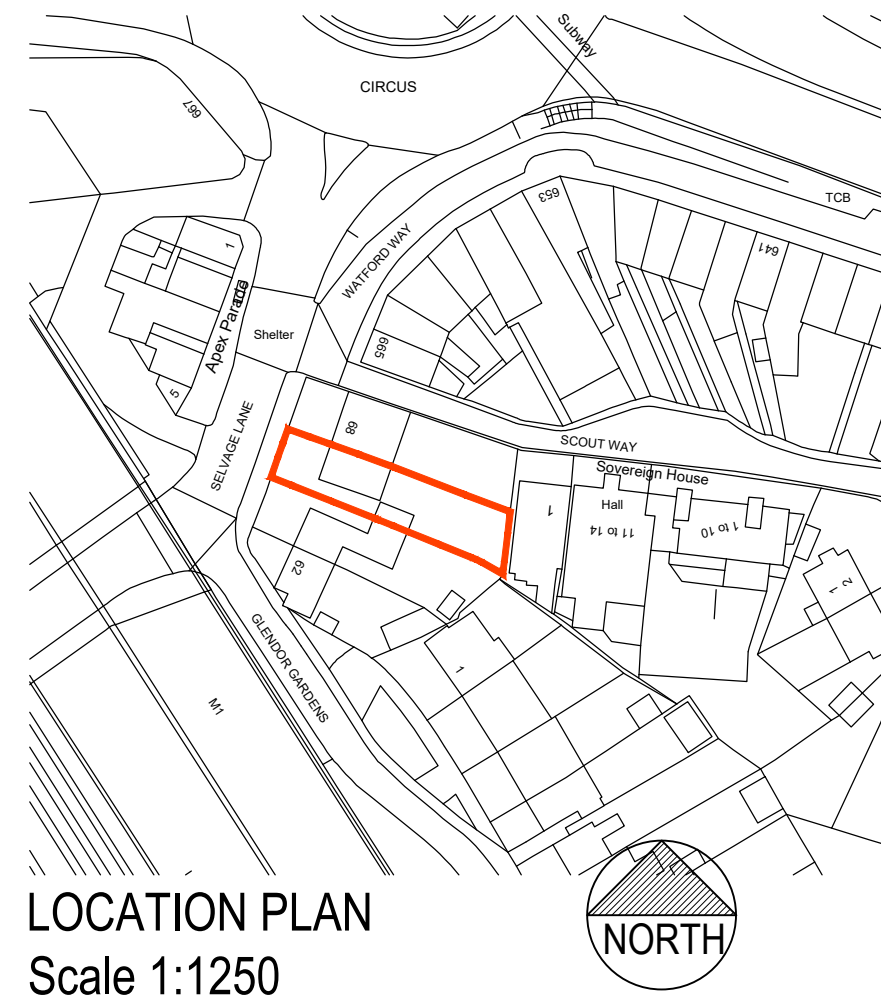 Subway
CIRCUS
667
TCB
653
WATFORD WAY
641
1
Apex Parade
Shelter
665
5
SELVAGE LANE
68
SCOUT WAY
Sovereign House
Hall
1
11 to 14
1 to 10
62
2
1
GLENDOR GARDENS
1
M1
LOCATION PLAN
Scale 1:1250
NORTH